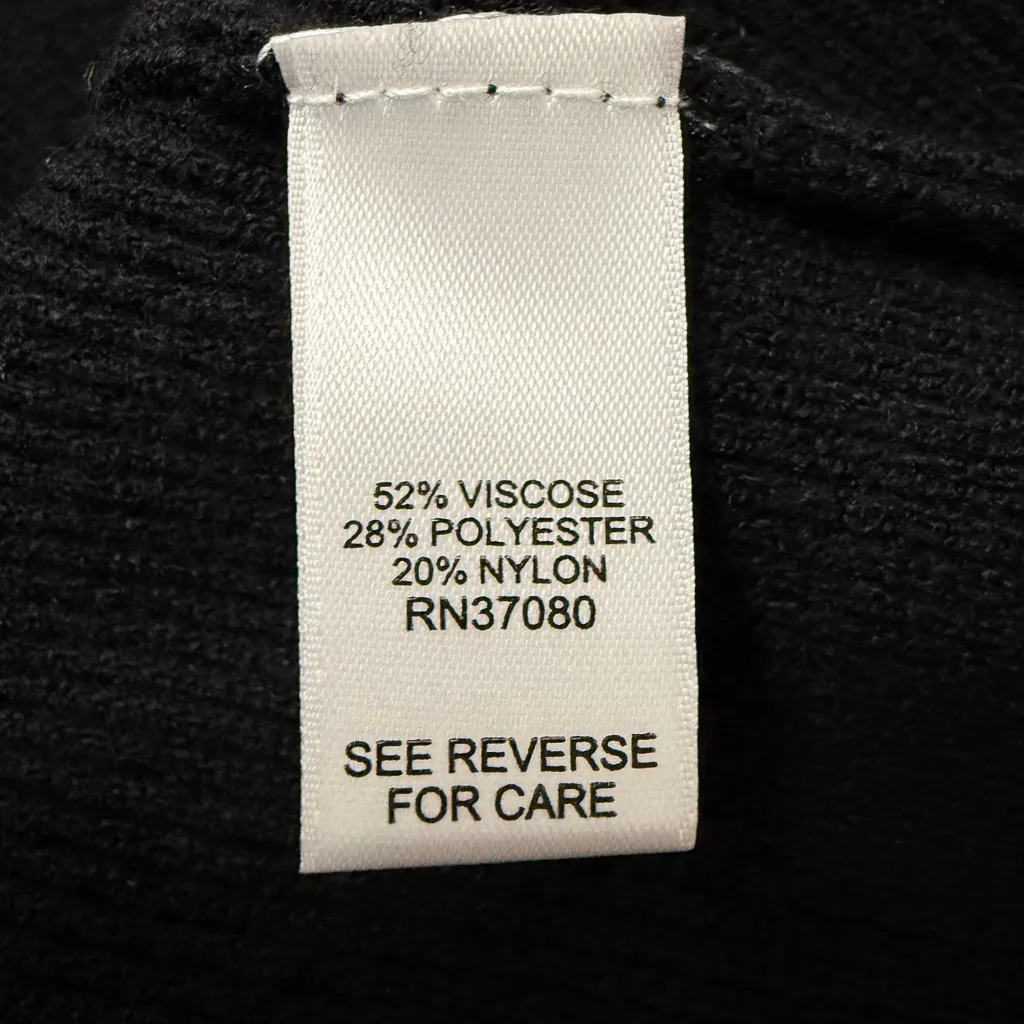 52% VISCOSE
28% POLYESTER
20% NYLON
RN37080
SEE REVERSE
FOR CARE